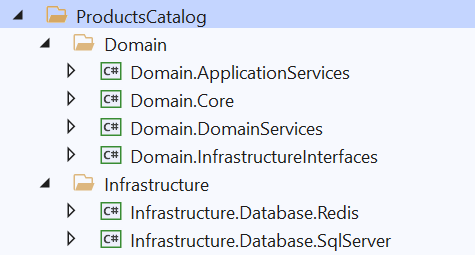 ProductsCatalog
Domain
C# Domain.ApplicationServices
C# Domain.Core
C# Domain.DomainServices
C# Domain.InfrastructureInterfaces
Infrastructure
C# Infrastructure.Database.Redis
C# Infrastructure.Database.SqlServer